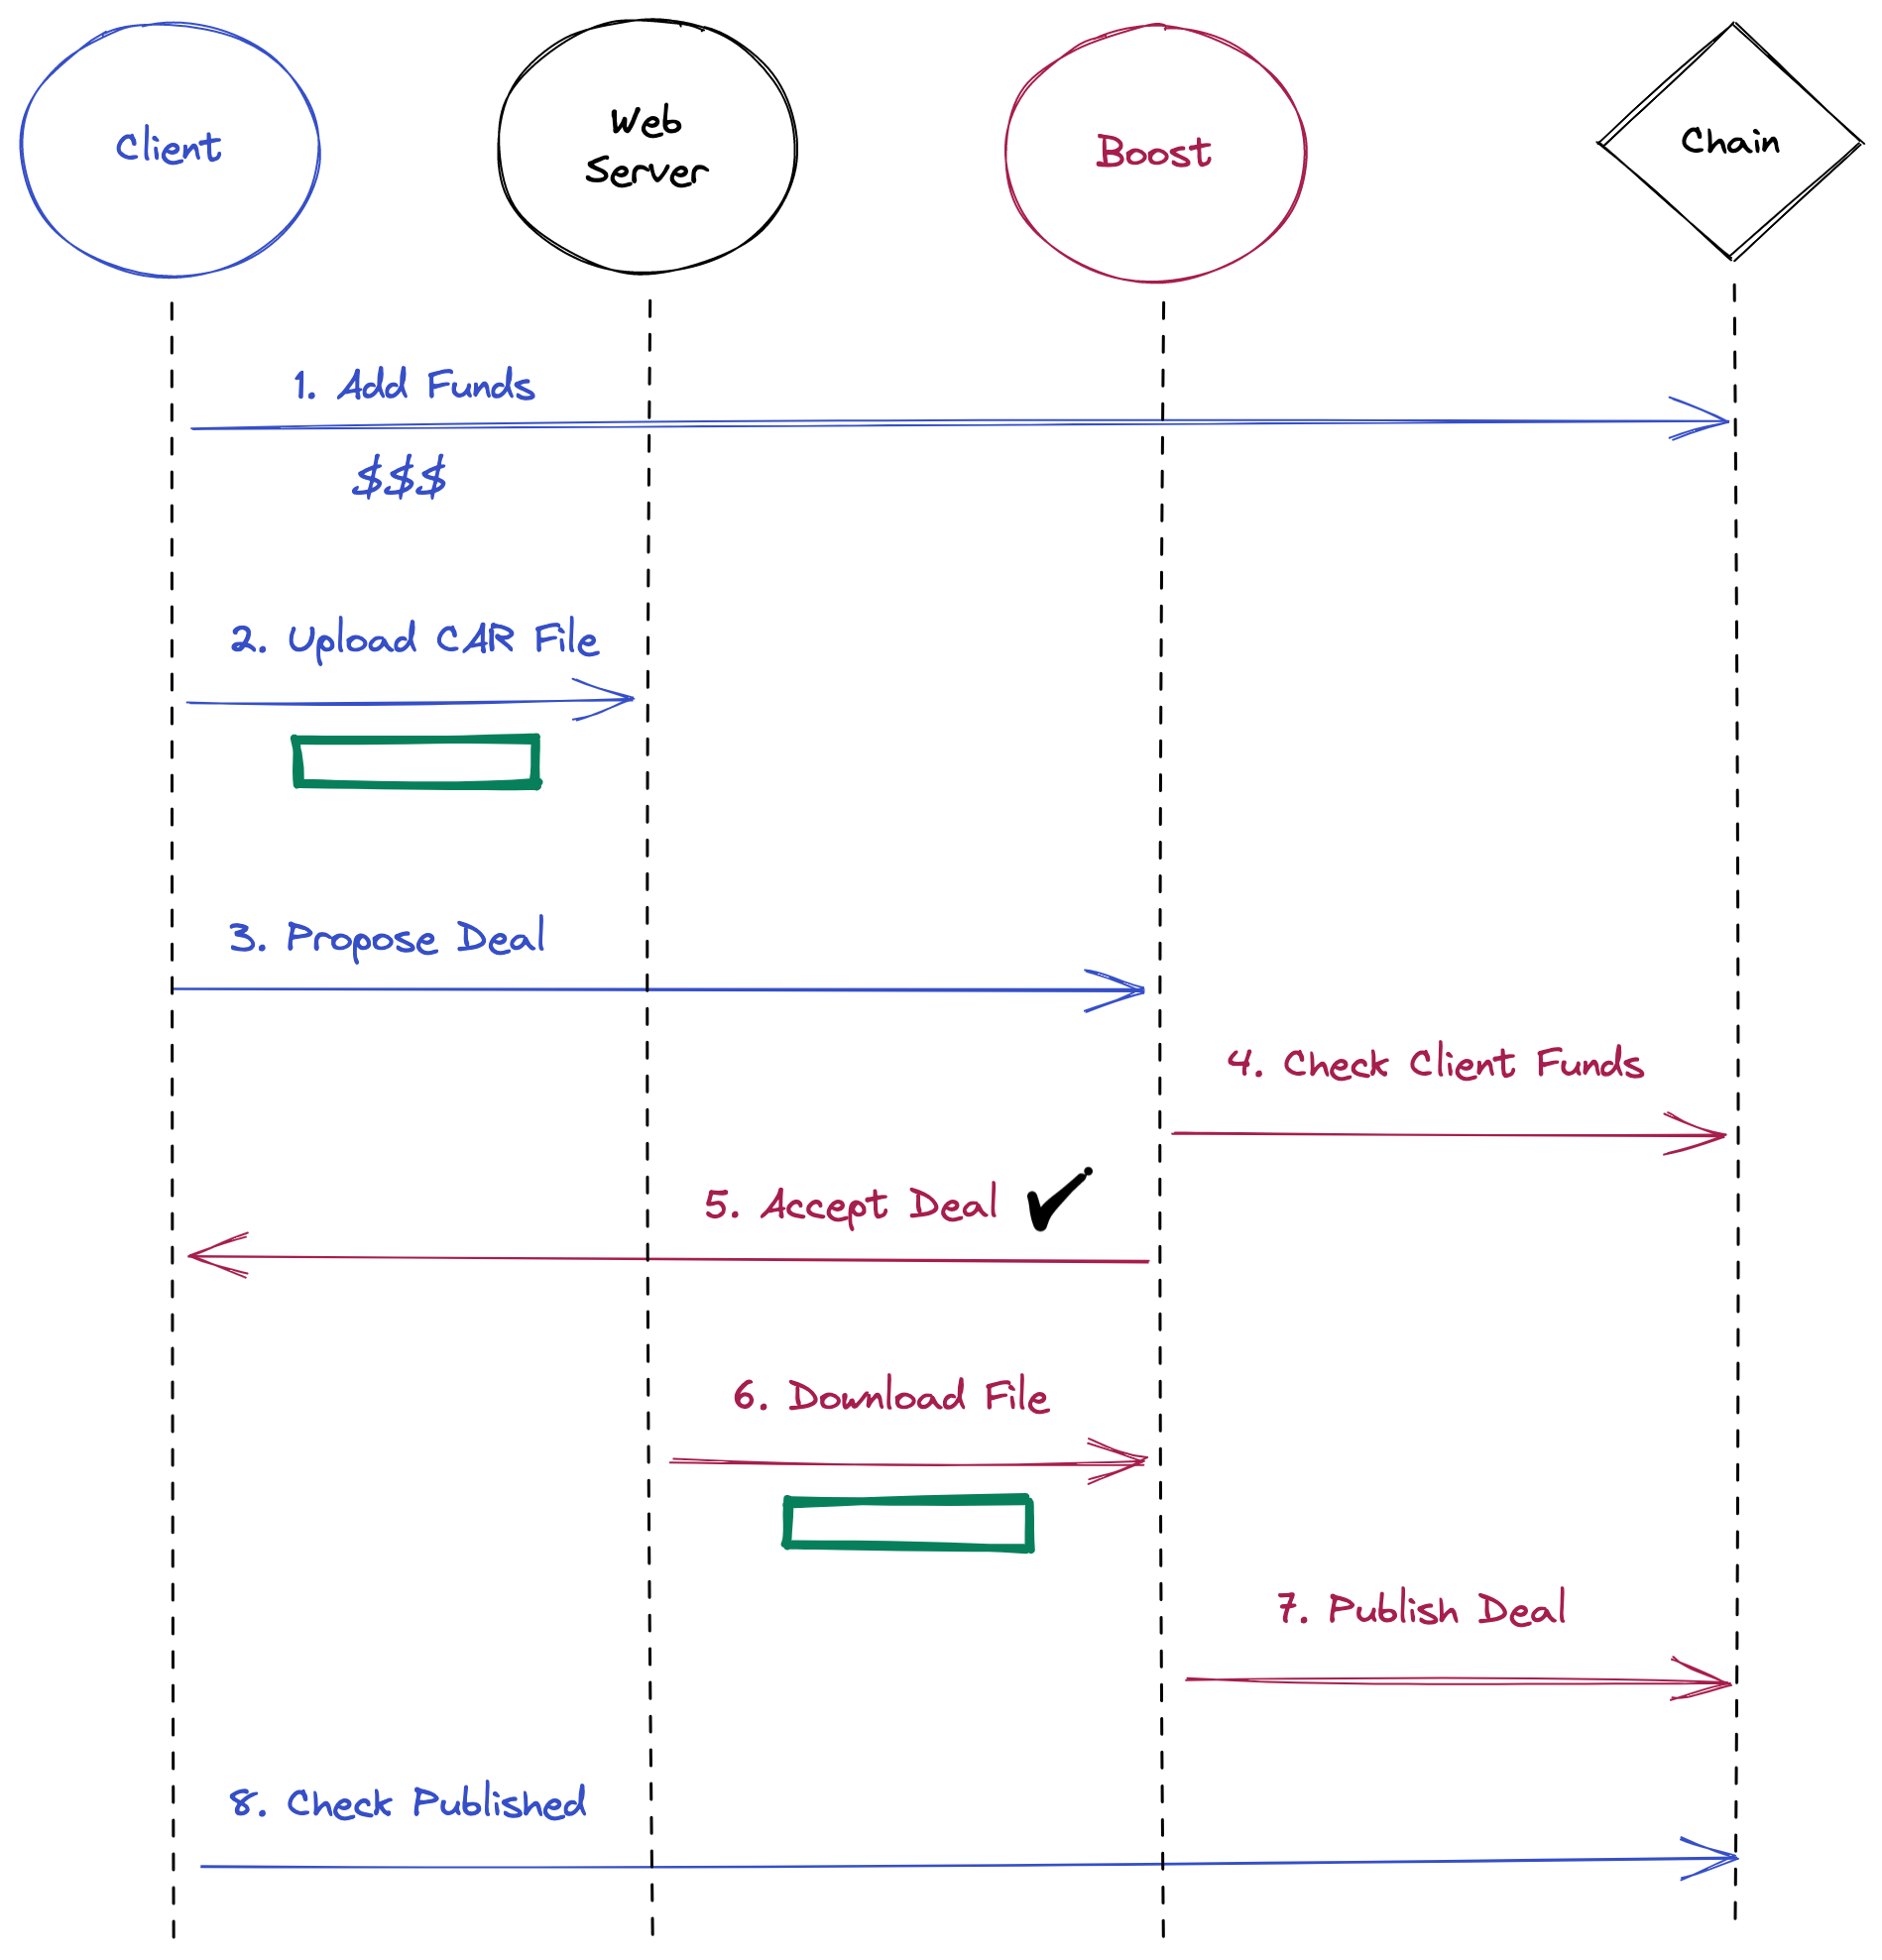 Client
Web
Server
Boost
Chain
1. Add Funds
$$$
2. Upload CAR File
3. Propose Deal
4. Check Client Funds
5. Accept Deal ✔
6. Download File
7. Publish Deal
8. Check Published